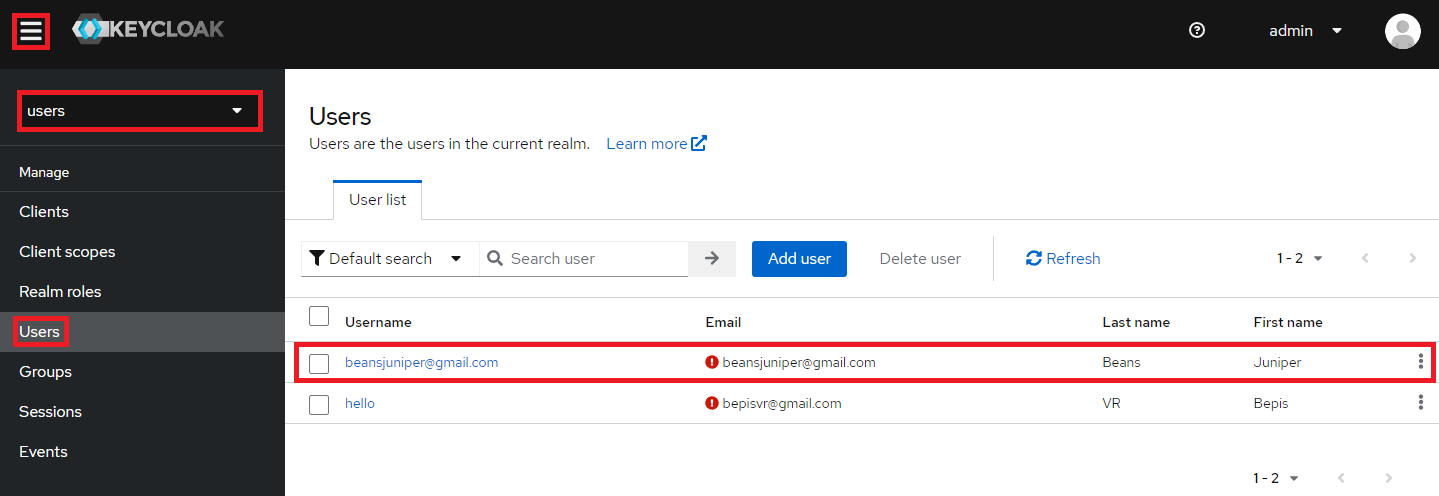 KEYCLOAK
admin
users
Manage
Clients
Client scopes
Realm roles
Users
Groups
Sessions
Events
Users
Users are the users in the current realm. Learn more
User list
Default search Search user Add user Delete user Refresh 1 - 2
Username Email Last name First name
beansjuniper@gmail.com beansjuniper@gmail.com Beans Juniper
hello bepisvr@gmail.com VR Bepis
1 - 2